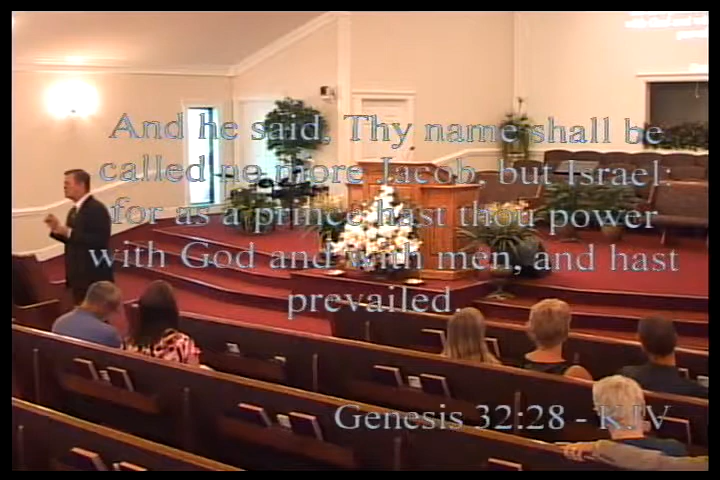 And he said, Thy name shall be
called no more Jacob, but Israel:
for as a prince hast thou power
with God and with men, and hast
prevailed.
Genesis 32:28 - KJV